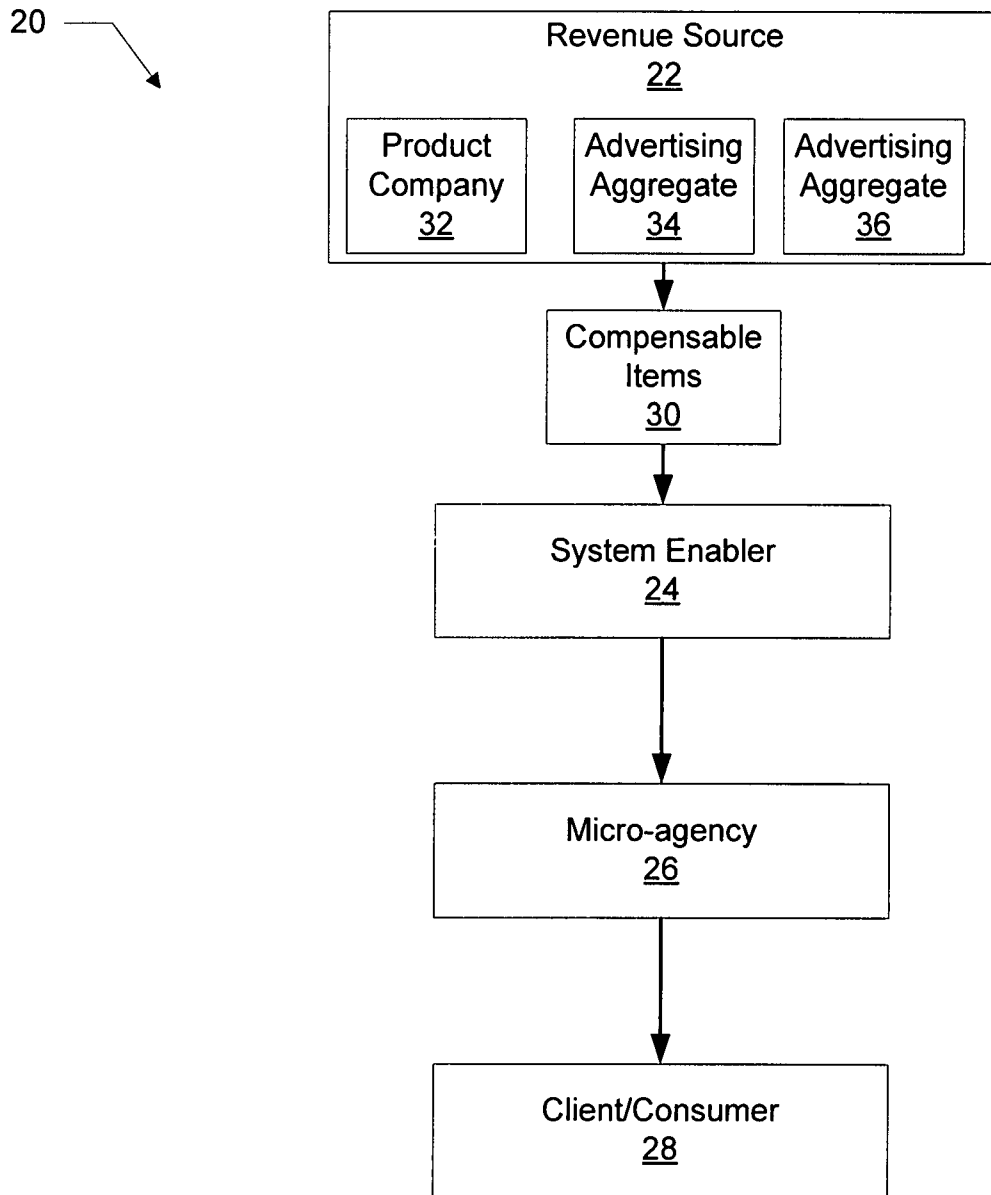 20
Revenue Source
22
Product
Company
32
Advertising
Aggregate
34
Advertising
Aggregate
36
Compensable
Items
30
System Enabler
24
Micro-agency
26
Client/Consumer
28